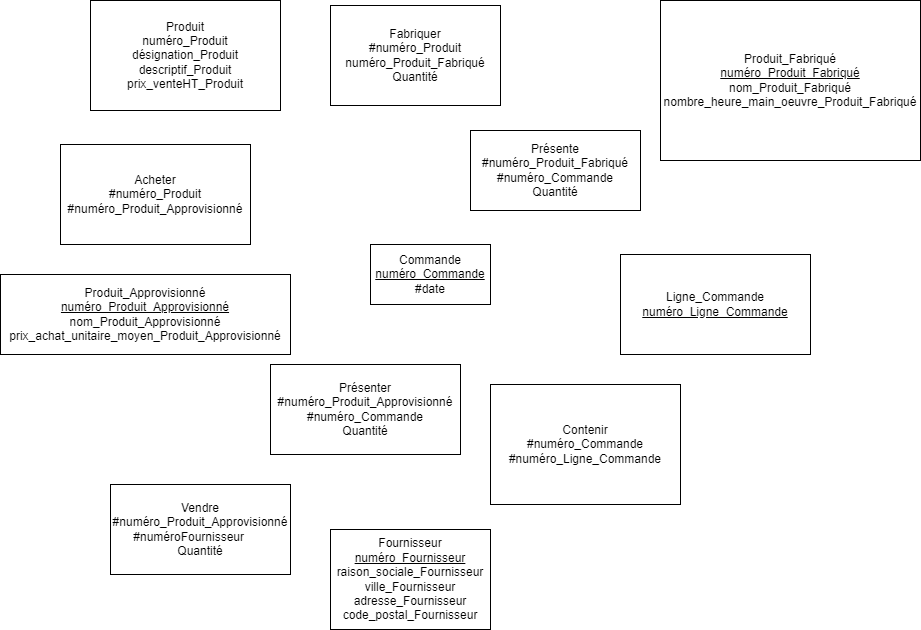 Produit
numéro_Produit
désignation_Produit
descriptif_Produit
prix_venteHT_Produit
Fabriquer
#numéro_Produit
numéro_Produit_Fabriqué
Quantité
Produit_Fabriqué
numéro_Produit_Fabriqué
nom_Produit_Fabriqué
nombre_heure_main_oeuvre_Produit_Fabriqué
Acheter
#numéro_Produit
#numéro_Produit_Approvisionné
Présente
#numéro_Produit_Fabriqué
#numéro_Commande
Quantité
Produit_Approvisionné
numéro_Produit_Approvisionné
nom_Produit_Approvisionné
prix_achat_unitaire_moyen_Produit_Approvisionné
Commande
numéro_Commande
#date
Ligne_Commande
numéro_Ligne_Commande
Présenter
#numéro_Produit_Approvisionné
#numéro_Commande
Quantité
Contenir
#numéro_Commande
#numéro_Ligne_Commande
Vendre
#numéro_Produit_Approvisionné
#numéroFournisseur
Quantité
Fournisseur
numéro_Fournisseur
raison_sociale_Fournisseur
ville_Fournisseur
adresse_Fournisseur
code_postal_Fournisseur